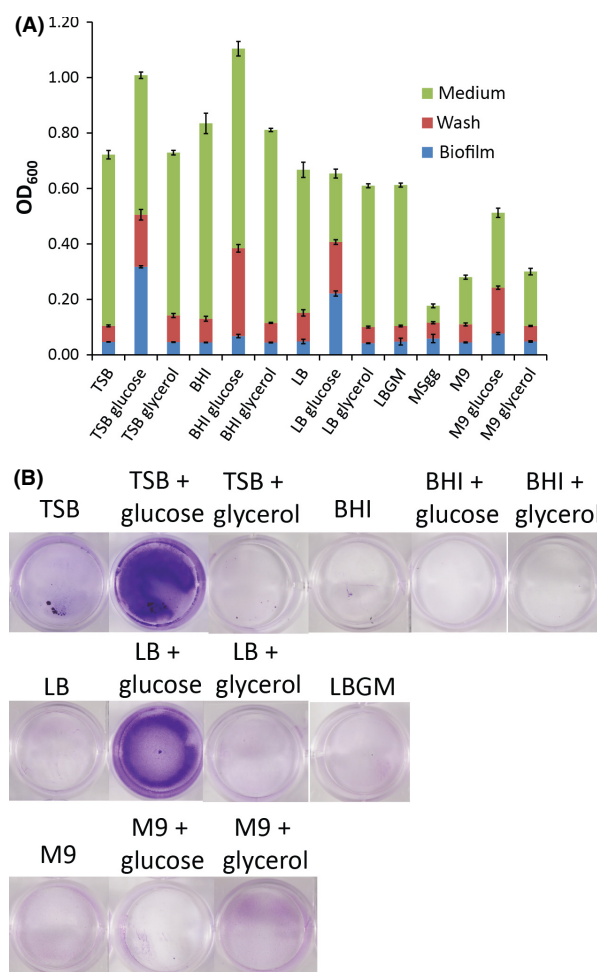 (A)
1.20
1.00
0.80
0.60
0.40
0.20
0.00
OD600
Medium
Wash
Biofilm
TSB
TSB glucose
TSB glycerol
BHI
BHI glucose
BHI glycerol
LB
LB glucose
LB glycerol
LBGM
MSgg
M9
M9 glucose
M9 glycerol
(B)
TSB
TSB +
glucose
TSB +
glycerol
BHI
BHI +
glucose
BHI +
glycerol
LB
LB +
glucose
LB +
glycerol
LBGM
M9
M9 +
glucose
M9 +
glycerol